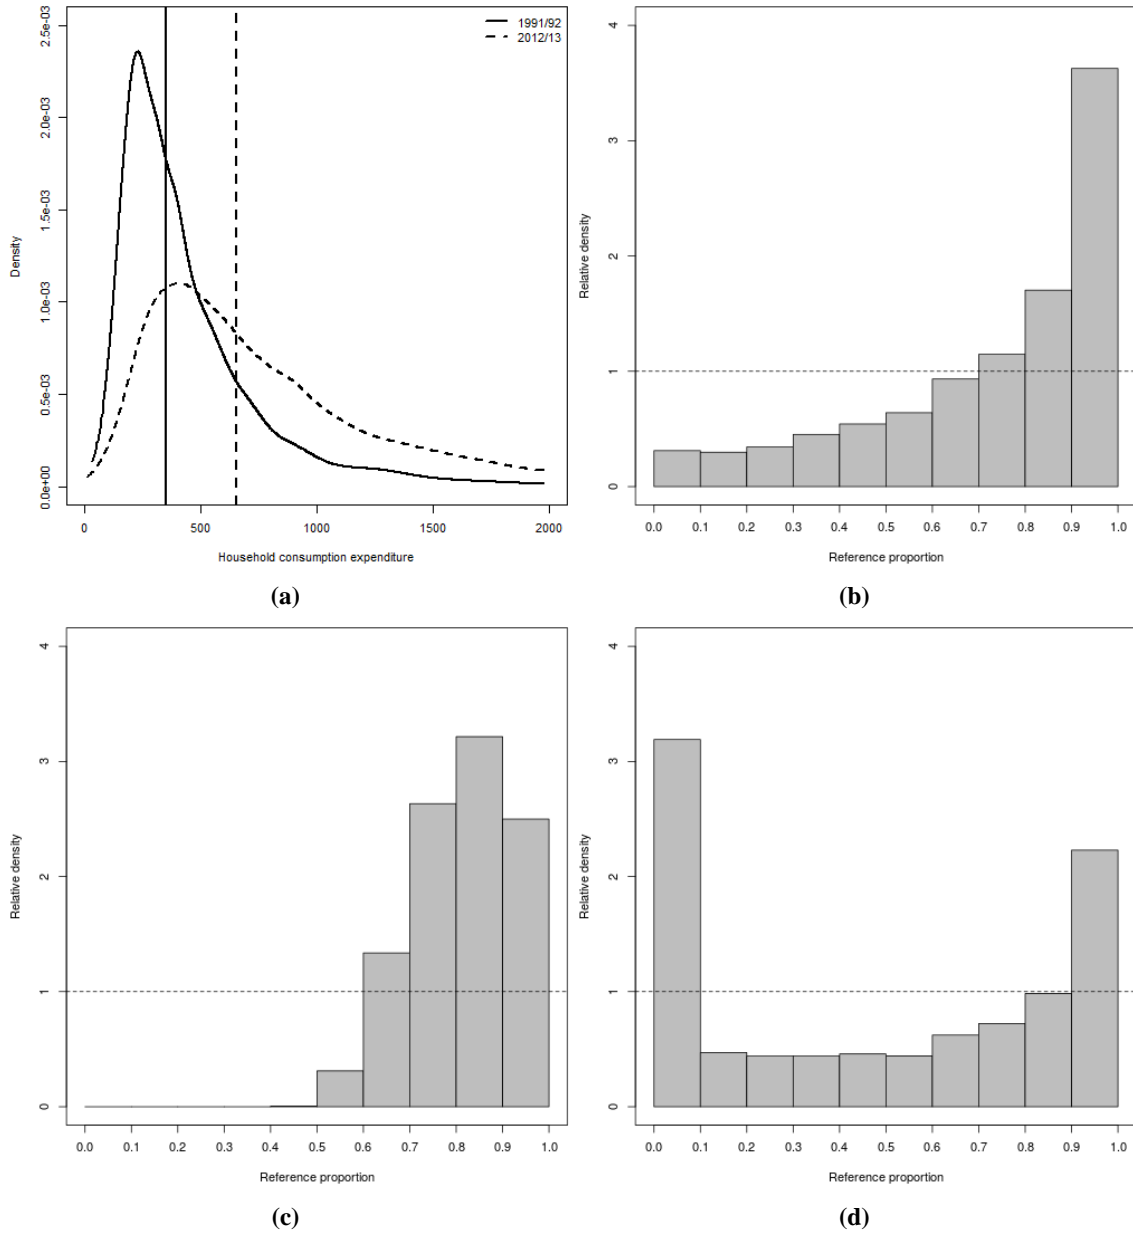 1991/92
2012/13
Density
0.0e+00 0.5e-03 1.0e-03 1.5e-03 2.0e-03 2.5e-03
0 500 1000 1500 2000
Household consumption expenditure
(a)
Relative density
0 1 2 3 4
0.0 0.1 0.2 0.3 0.4 0.5 0.6 0.7 0.8 0.9 1.0
Reference proportion
(b)
Relative density
0 1 2 3 4
0.0 0.1 0.2 0.3 0.4 0.5 0.6 0.7 0.8 0.9 1.0
Reference proportion
(c)
Relative density
0 1 2 3 4
0.0 0.1 0.2 0.3 0.4 0.5 0.6 0.7 0.8 0.9 1.0
Reference proportion
(d)